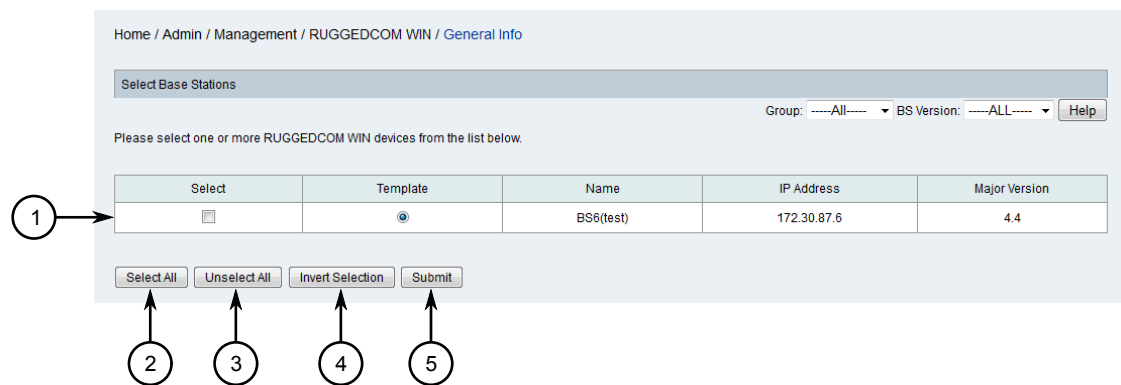 Home / Admin / Management / RUGGEDCOM WIN / General Info
Select Base Stations
Group: -----All----- BS Version: -----ALL----- Help
Please select one or more RUGGEDCOM WIN devices from the list below.
Select Template Name IP Address Major Version
1 BS6(test) 172.30.87.6 4.4
Select All Unselect All Invert Selection Submit
2 3 4 5